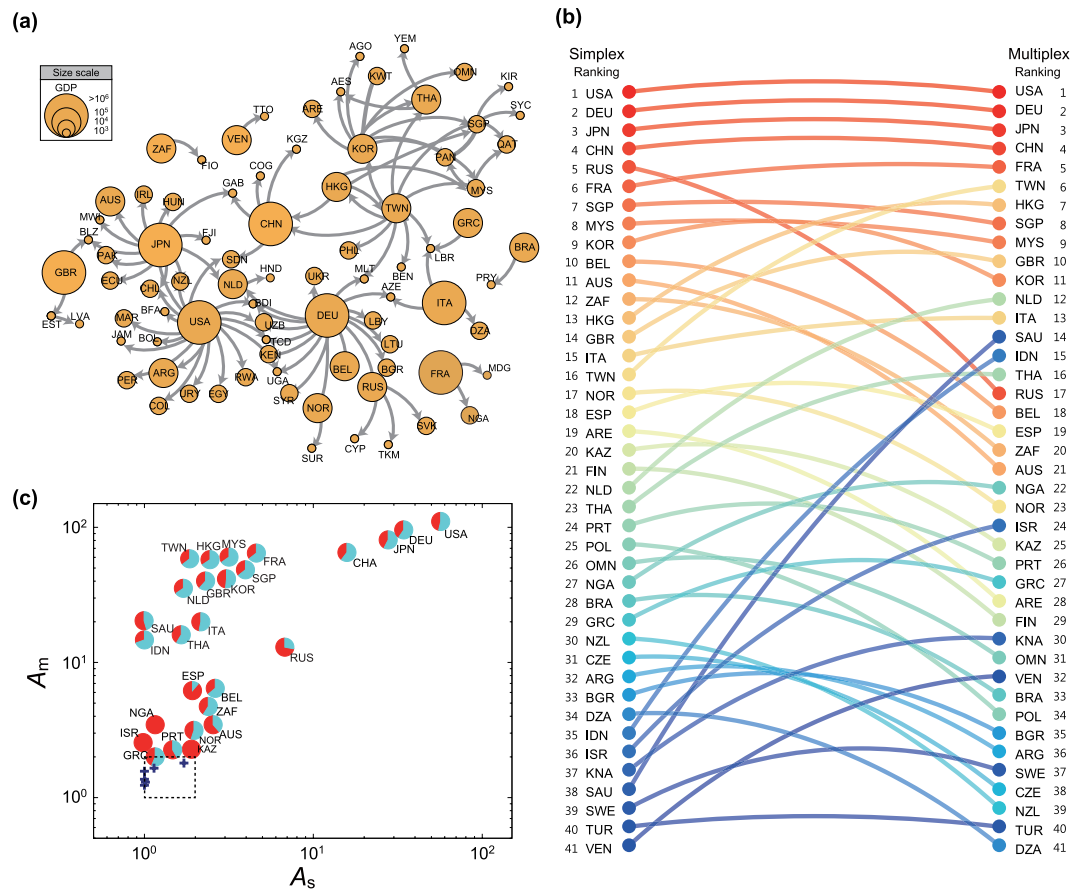 (a)
Size scale
GDP
>10⁶
10⁵
10⁴
10³
AGO
YEM
AES
KWT
OMN
KIR
ARE
THA
SYC
TTO
SGP
VEN
KGZ
KOR
QAT
ZAF
PAN
FIO
COG
HKG
MYS
GAB
AUS
IRL
HUN
TWN
MWI
CHN
GRC
BLZ
JPN
FJI
PHL
LBR
BRA
PAK
SDN
BEN
GBR
ECU
NZL
HND
UKR
MLT
PRY
CHL
NLD
AZE
BDI
ITA
EST
LVA
MAR
BFA
USA
UZB
DEU
LBY
DZA
JAM
BOL
TCD
LTU
KEN
PER
ARG
RWA
UGA
BEL
BGR
FRA
MDG
RUS
COL
URY
EGY
SYR
NOR
SVK
NGA
SUR
CYP
TKM
(b)
Simplex
Multiplex
Ranking
Ranking
1 USA
USA 1
2 DEU
DEU 2
3 JPN
JPN 3
4 CHN
CHN 4
5 RUS
FRA 5
6 FRA
TWN 6
7 SGP
HKG 7
8 MYS
SGP 8
9 KOR
MYS 9
10 BEL
GBR 10
11 AUS
KOR 11
12 ZAF
NLD 12
13 HKG
ITA 13
14 GBR
SAU 14
15 ITA
IDN 15
16 TWN
THA 16
17 NOR
RUS 17
18 ESP
BEL 18
19 ARE
ESP 19
20 KAZ
ZAF 20
21 FIN
AUS 21
22 NLD
NGA 22
23 THA
NOR 23
24 PRT
ISR 24
25 POL
KAZ 25
26 OMN
PRT 26
27 NGA
GRC 27
28 BRA
ARE 28
29 GRC
FIN 29
30 NZL
KNA 30
31 CZE
OMN 31
32 ARG
VEN 32
33 BGR
BRA 33
34 DZA
POL 34
35 IDN
BGR 35
36 ISR
ARG 36
37 KNA
SWE 37
38 SAU
CZE 38
39 SWE
NZL 39
40 TUR
TUR 40
41 VEN
DZA 41
(c)
Aₘ
10²
10¹
10⁰
TWN
HKG
MYS
FRA
CHA
JPN
DEU
USA
NLD
GBR
KOR
SGP
SAU
IDN
THA
ITA
RUS
ESP
BEL
ZAF
AUS
NGA
ISR
GRC
PRT
NOR
KAZ
10⁰
10¹
10²
Aₛ